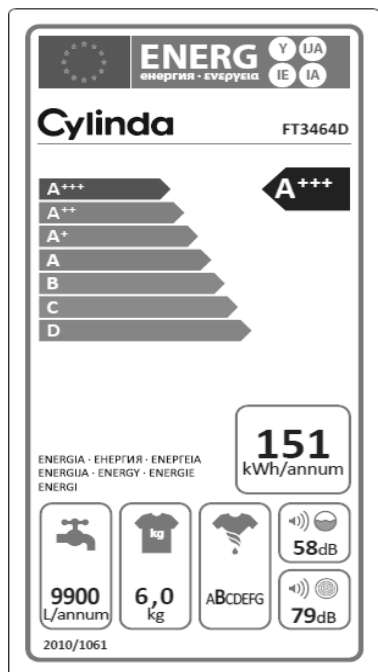 ENERG
енергия · ενεργεια
Y IJA
IE IA
Cylinda
FT3464D
A+++
A+++
A++
A+
A
B
C
D
151
kWh/annum
ENERGIA · ЕНЕРГИЯ · ΕΝΕΡΓΕΙΑ
ENERGIJA · ENERGY · ENERGIE
ENERGI
kg
9900
L/annum
6,0
kg
ABCDEFG
58dB
79dB
2010/1061